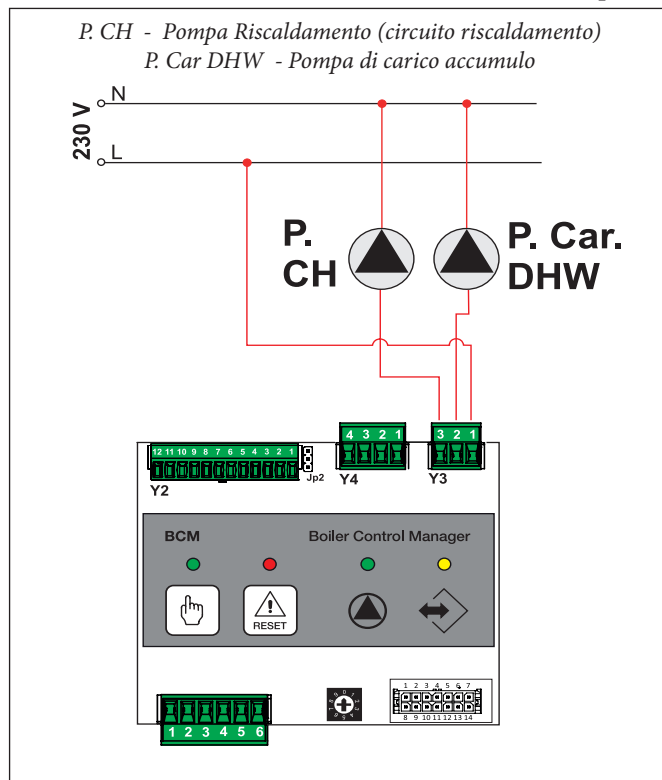 P. CH - Pompa Riscaldamento (circuito riscaldamento)
P. Car DHW - Pompa di carico accumulo
230 V
N
L
P.
CH
P. Car.
DHW
12 11 10 9 8 7 6 5 4 3 2 1
Y2
Jp2
4 3 2 1
Y4
3 2 1
Y3
BCM
Boiler Control Manager
RESET
1 2 3 4 5 6
1 2 3 4 5 6 7
8 9 10 11 12 13 14